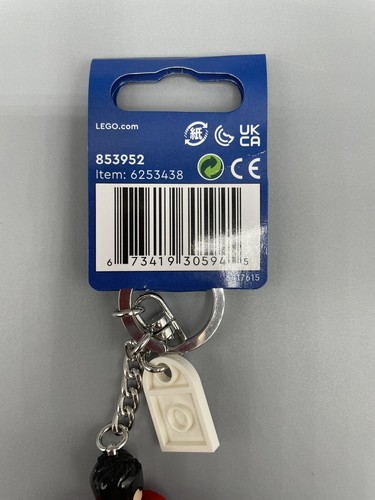 LEGO.com
紙
UK
CA
853952
Item: 6253438
CE
6 73419 30594 5